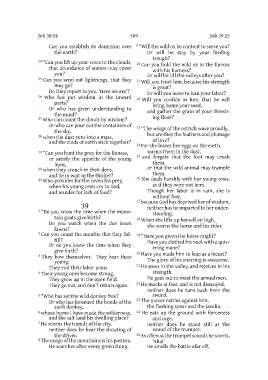 Job 38:34 569 Job 39:25
Can you establish its dominion over
the earth?
34 "Can you lift up your voice to the clouds,
that abundance of waters may cover
you?
35 Can you send out lightnings, that they
may go?
Do they report to you, 'Here we are'?
36 Who has put wisdom in the inward
parts?
Or who has given understanding to
the mind?
37 Who can count the clouds by wisdom?
Or who can pour out the containers of
the sky,
38 when the dust runs into a mass,
and the clods of earth stick together?
39 "Can you hunt the prey for the lioness,
or satisfy the appetite of the young
lions,
40 when they crouch in their dens,
and lie in wait in the thicket?
41 Who provides for the raven his prey,
when his young ones cry to God,
and wander for lack of food?
39
1 "Do you know the time when the mountain
goats give birth?
Do you watch when the doe bears
fawns?
2 Can you count the months that they fulfill?
Or do you know the time when they
give birth?
3 They bow themselves. They bear their
young.
They end their labor pains.
4 Their young ones become strong.
They grow up in the open field.
They go out, and don't return again.
5 "Who has set the wild donkey free?
Or who has loosened the bonds of the
swift donkey,
6 whose home I have made the wilderness,
and the salt land his dwelling place?
7 He scorns the tumult of the city,
neither does he hear the shouting of
the driver.
8 The range of the mountains is his pasture.
He searches after every green thing.
9 "Will the wild ox be content to serve you?
Or will he stay by your feeding
trough?
10 Can you hold the wild ox in the furrow
with his harness?
Or will he till the valleys after you?
11 Will you trust him, because his strength
is great?
Or will you leave to him your labor?
12 Will you confide in him, that he will
bring home your seed,
and gather the grain of your threshing
floor?
13 "The wings of the ostrich wave proudly,
but are they the feathers and plumage
of love?
14 For she leaves her eggs on the earth,
warms them in the dust,
15 and forgets that the foot may crush
them,
or that the wild animal may trample
them.
16 She deals harshly with her young ones,
as if they were not hers.
Though her labor is in vain, she is
without fear,
17 because God has deprived her of wisdom,
neither has he imparted to her understanding.
18 When she lifts up herself on high,
she scorns the horse and his rider.
19 "Have you given the horse might?
Have you clothed his neck with a quivering
mane?
20 Have you made him to leap as a locust?
The glory of his snorting is awesome.
21 He paws in the valley, and rejoices in his
strength.
He goes out to meet the armed men.
22 He mocks at fear, and is not dismayed,
neither does he turn back from the
sword.
23 The quiver rattles against him,
the flashing spear and the javelin.
24 He eats up the ground with fierceness
and rage,
neither does he stand still at the
sound of the trumpet.
25 As often as the trumpet sounds he snorts,
'Aha!'
He smells the battle afar off,